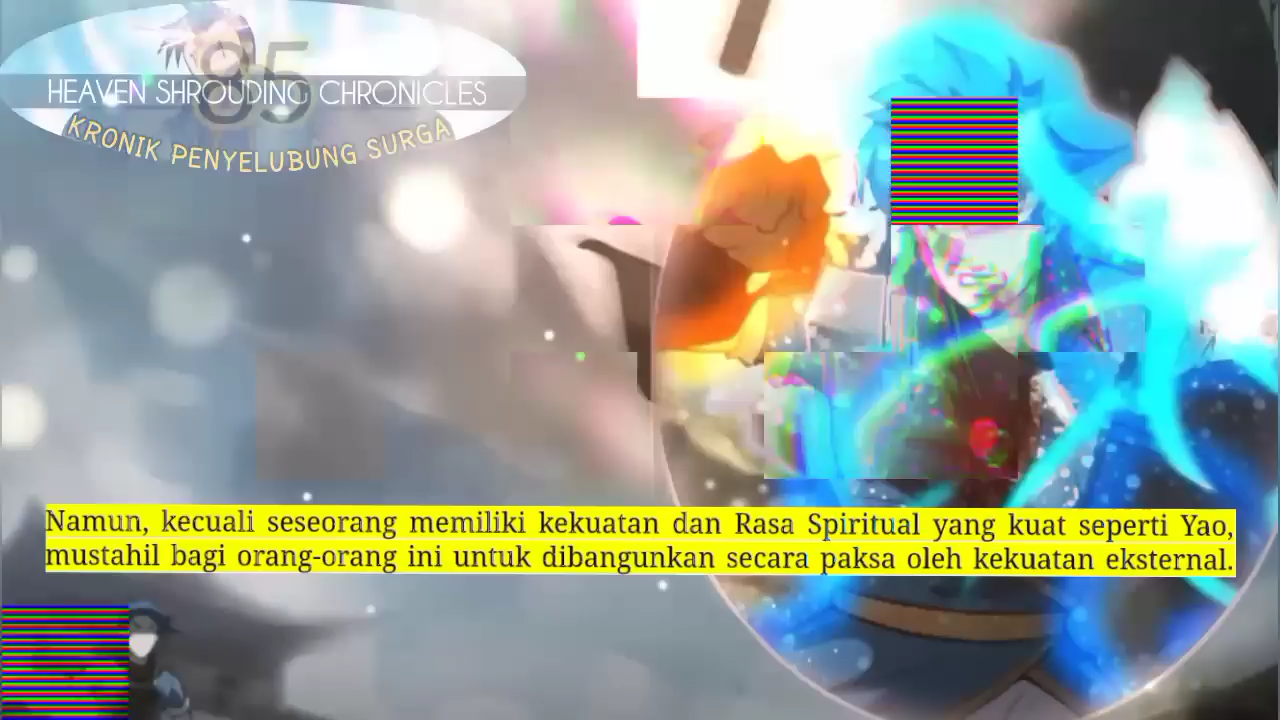 85
HEAVEN SHROUDING CHRONICLES
KRONIK PENYELUBUNG SURGA
Namun, kecuali seseorang memiliki kekuatan dan Rasa Spiritual yang kuat seperti Yao,
mustahil bagi orang-orang ini untuk dibangunkan secara paksa oleh kekuatan eksternal.